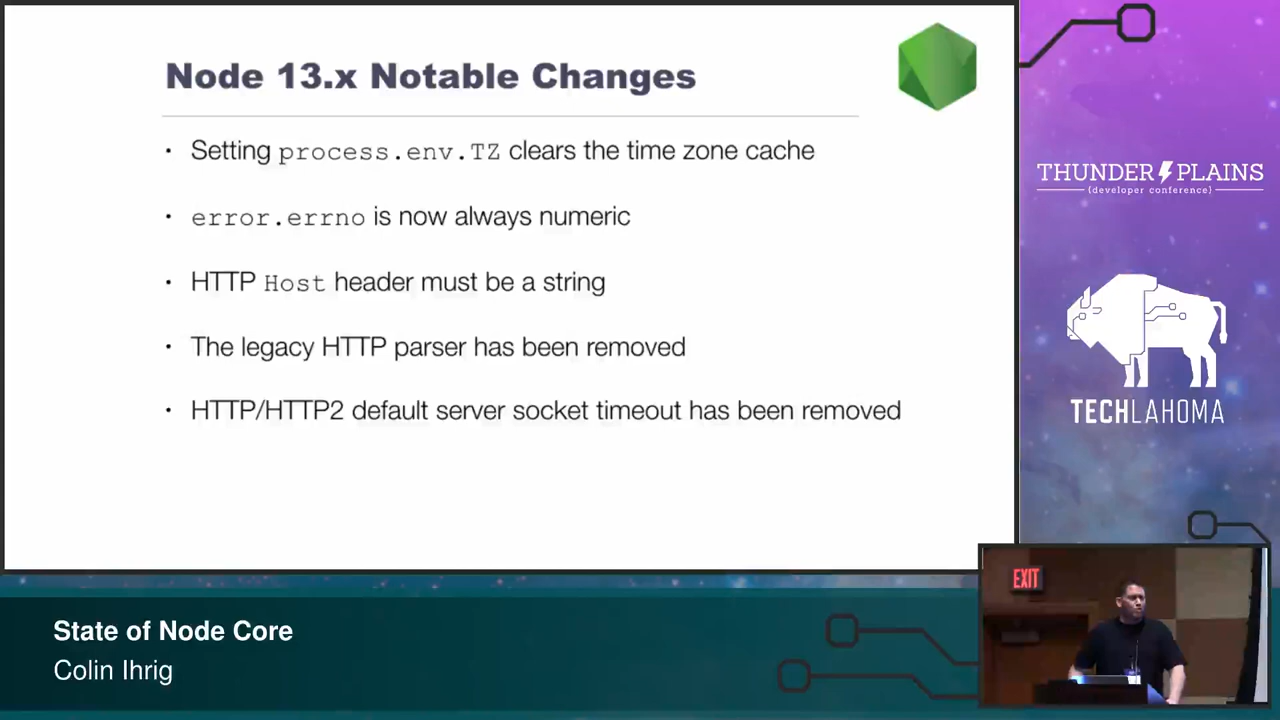 Node 13.x Notable Changes
• Setting process.env.TZ clears the time zone cache
• error.errno is now always numeric
• HTTP Host header must be a string
• The legacy HTTP parser has been removed
• HTTP/HTTP2 default server socket timeout has been removed
THUNDER PLAINS
{developer conference}
TECHLAHOMA
EXIT
State of Node Core
Colin Ihrig